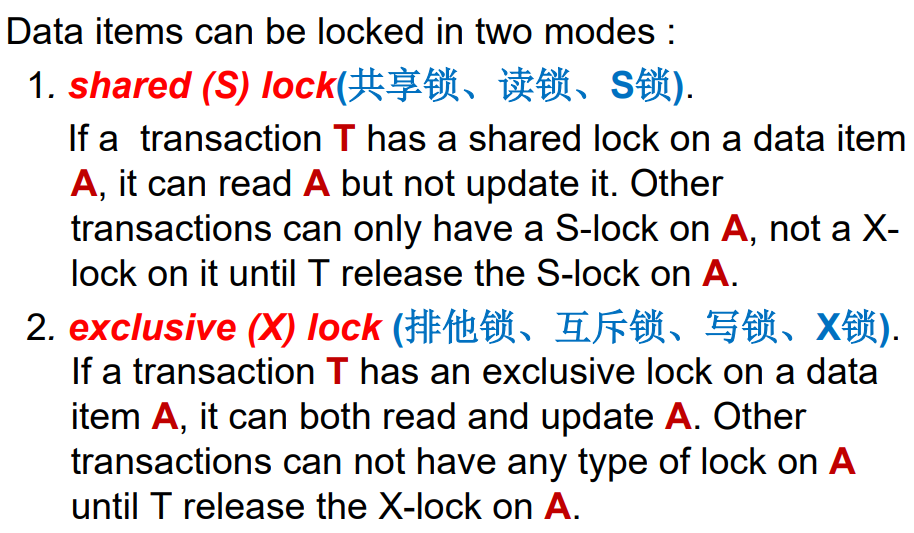 Data items can be locked in two modes :
1. shared (S) lock(共享锁、读锁、S锁).
If a transaction T has a shared lock on a data item
A, it can read A but not update it. Other
transactions can only have a S-lock on A, not a X-
lock on it until T release the S-lock on A.
2. exclusive (X) lock (排他锁、互斥锁、写锁、X锁).
If a transaction T has an exclusive lock on a data
item A, it can both read and update A. Other
transactions can not have any type of lock on A
until T release the X-lock on A.